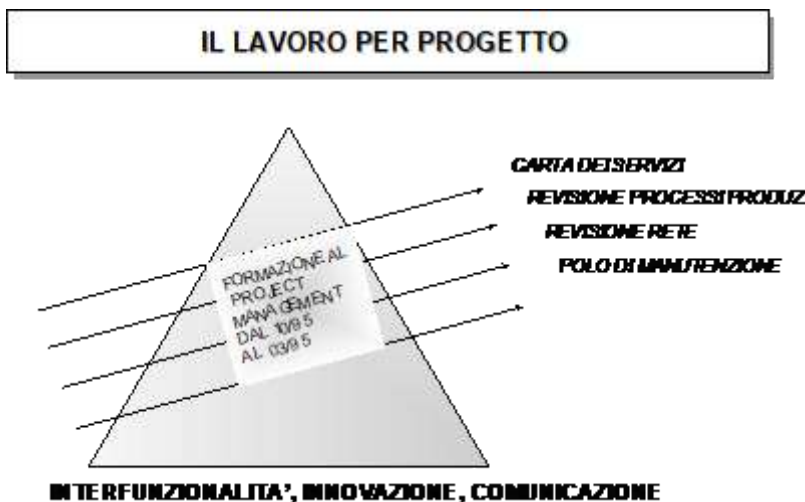 IL LAVORO PER PROGETTO
CARTA DEI SERVIZI
REVISIONE PROCESSI PRODUZ
REVISIONE RETE
POLO DI MANUTENZIONE
FORMAZIONE AL
PROJECT
MANAGEMENT
DAL 10/95
AL 03/95
INTERFUNZIONALITA', INNOVAZIONE, COMUNICAZIONE